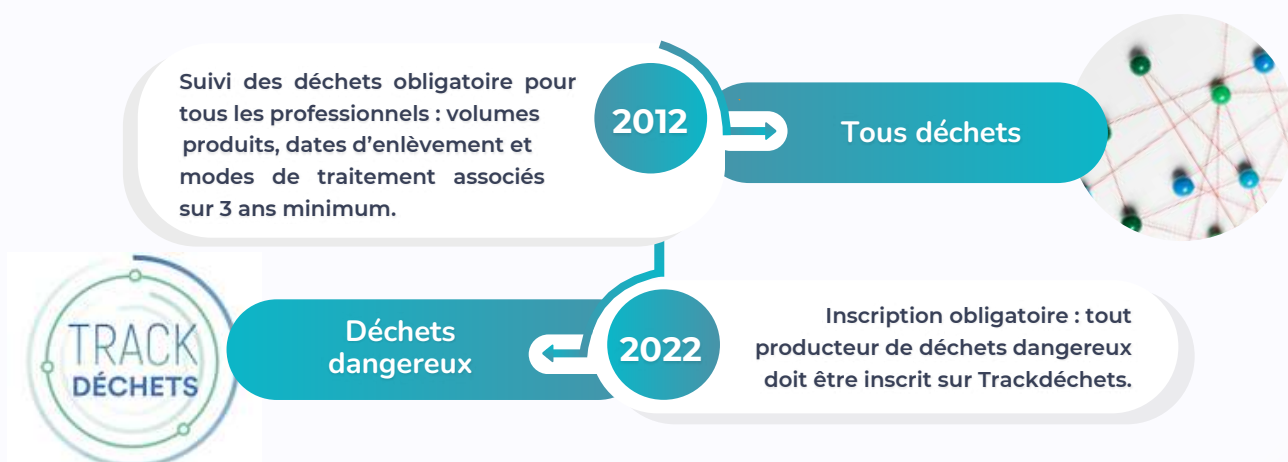 Suivi des déchets obligatoire pour
tous les professionnels : volumes
produits, dates d’enlèvement et
modes de traitement associés
sur 3 ans minimum.
2012
Tous déchets
TRACK
DÉCHETS
Déchets
dangereux
2022
Inscription obligatoire : tout
producteur de déchets dangereux
doit être inscrit sur Trackdéchets.